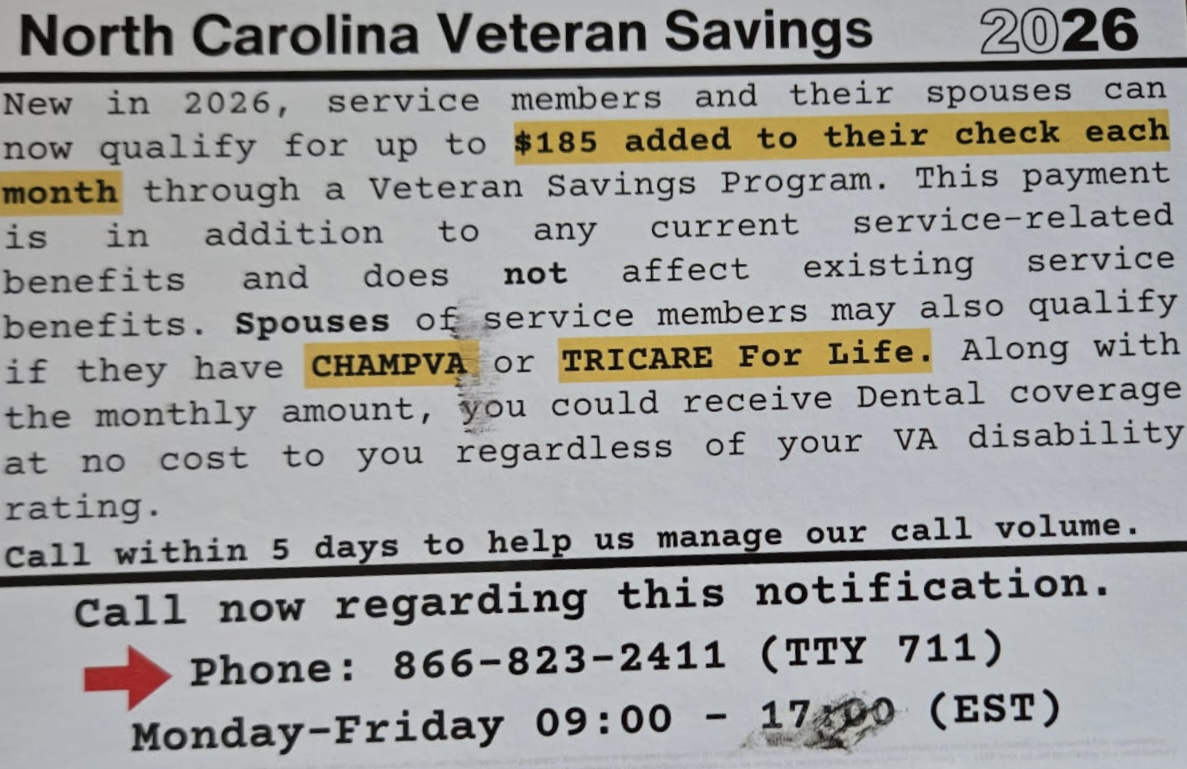 North Carolina Veteran Savings 2026
New in 2026, service members and their spouses can
now qualify for up to $185 added to their check each
month through a Veteran Savings Program. This payment
is in addition to any current service-related
benefits and does not affect existing service
benefits. Spouses of service members may also qualify
if they have CHAMPVA or TRICARE For Life. Along with
the monthly amount, you could receive Dental coverage
at no cost to you regardless of your VA disability
rating.
Call within 5 days to help us manage our call volume.
Call now regarding this notification.
Phone: 866-823-2411 (TTY 711)
Monday-Friday 09:00 - 17:00 (EST)